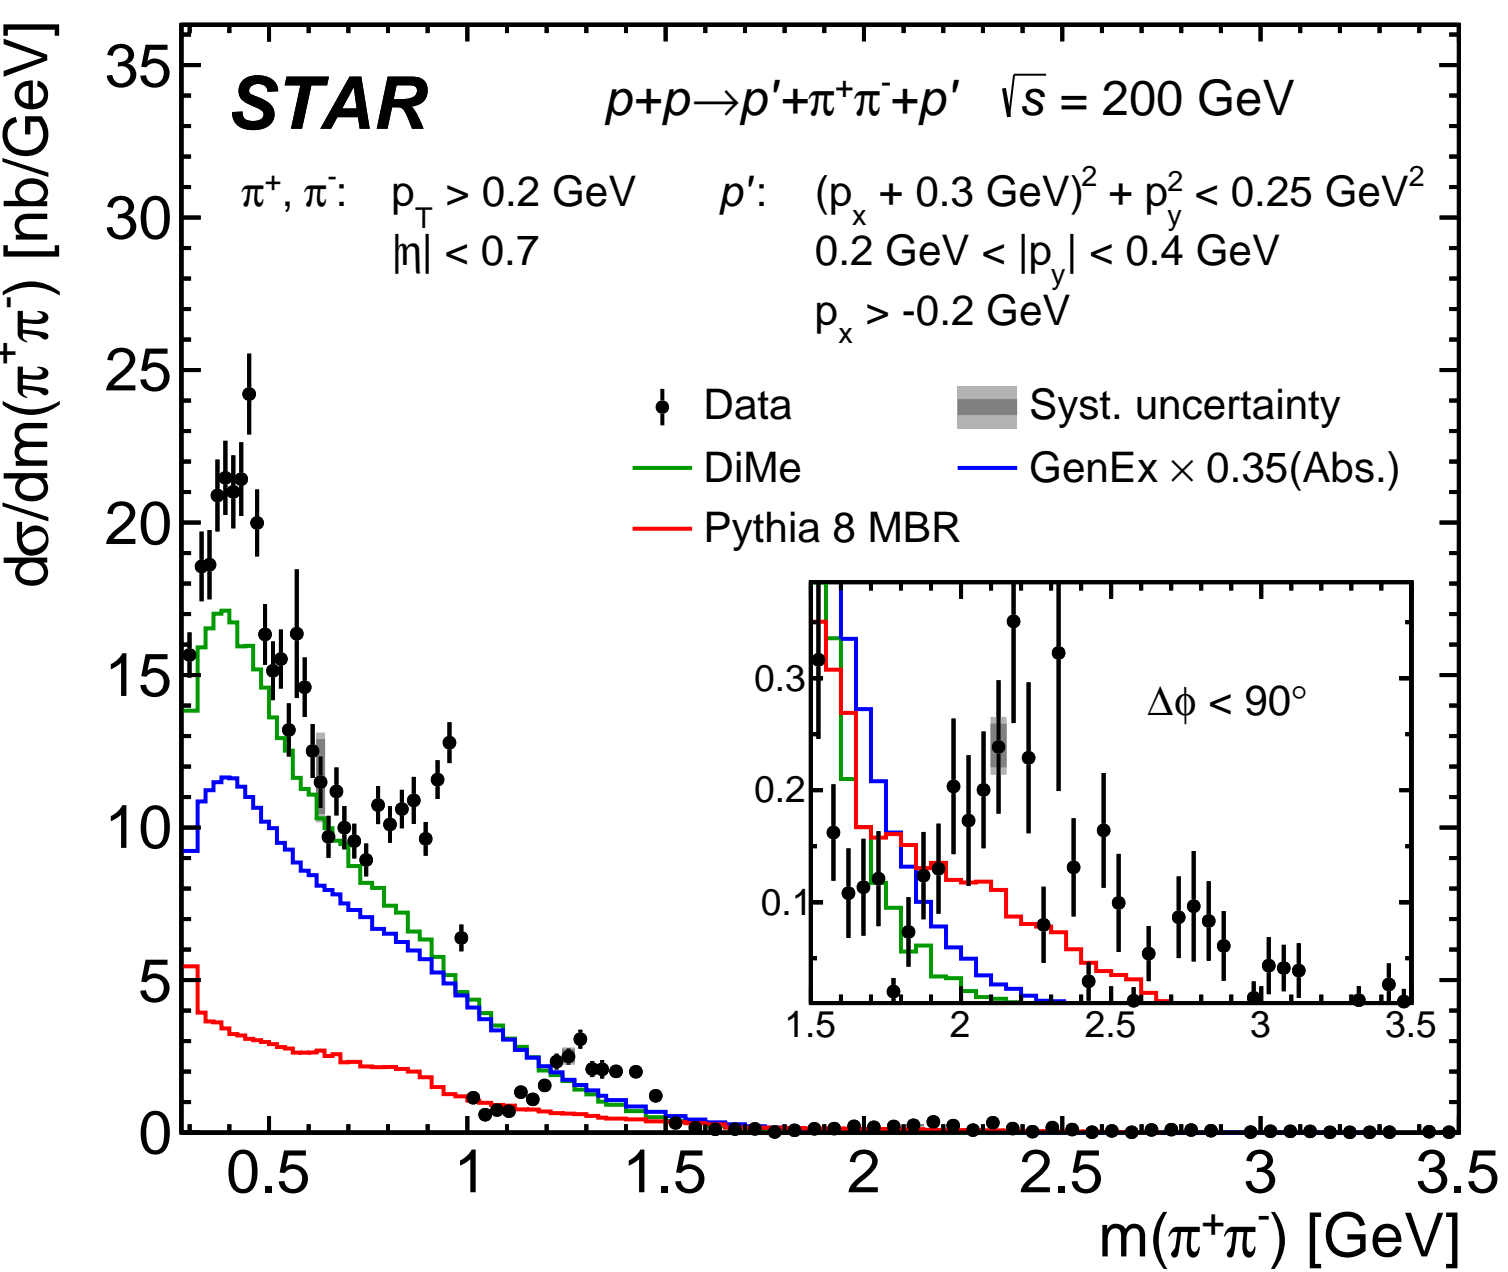 STAR
p+p→p′+π⁺π⁻+p′ √s = 200 GeV
π⁺, π⁻: p_T > 0.2 GeV
|η| < 0.7
p′: (p_x + 0.3 GeV)² + p_y² < 0.25 GeV²
0.2 GeV < |p_y| < 0.4 GeV
p_x > -0.2 GeV
Data
Syst. uncertainty
DiMe
GenEx × 0.35(Abs.)
Pythia 8 MBR
Δϕ < 90°
0.3
0.2
0.1
1.5 2 2.5 3 3.5
dσ/dm(π⁺π⁻) [nb/GeV]
35
30
25
20
15
10
5
0
0.5 1 1.5 2 2.5 3 3.5
m(π⁺π⁻) [GeV]